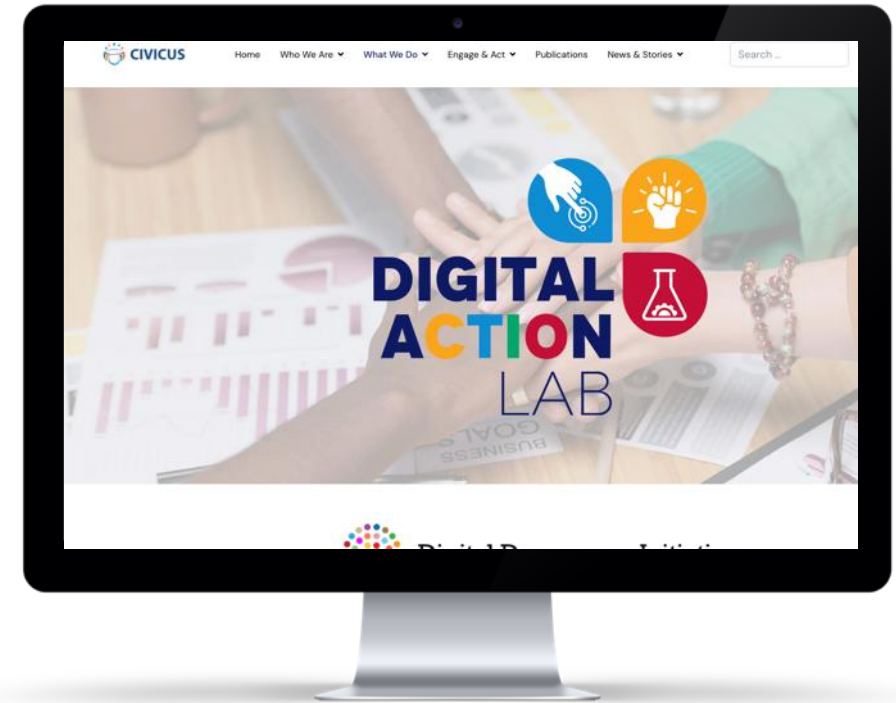 CIVICUS
Home Who We Are What We Do Engage & Act Publications News & Stories Search ...
DIGITAL
ACTION
LAB
BUSINESS
GOALS
Digital